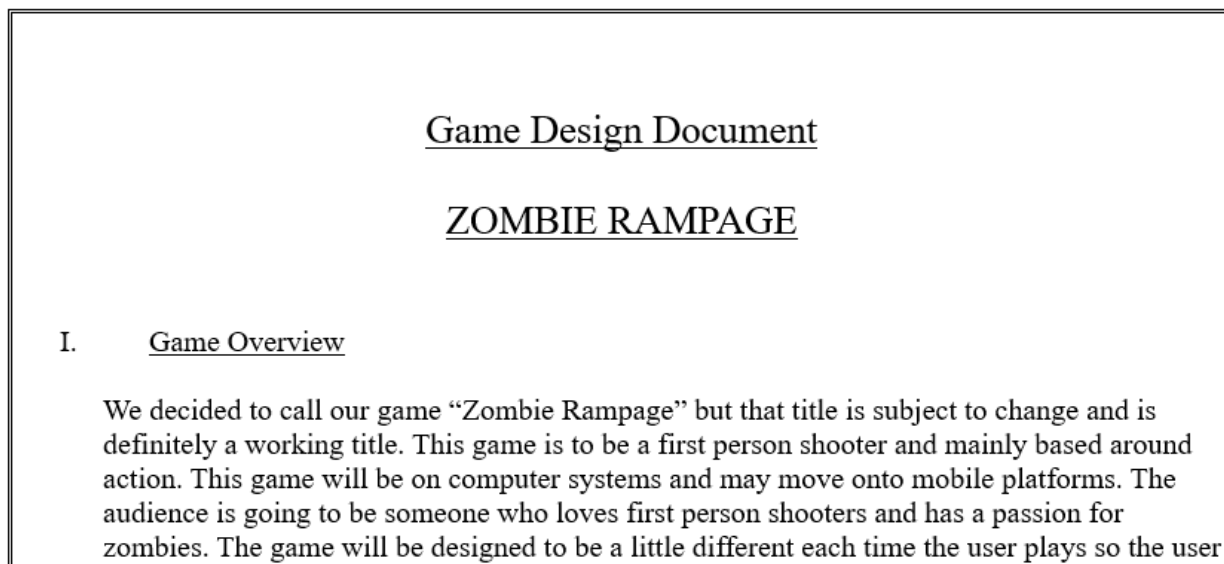 Game Design Document
ZOMBIE RAMPAGE
I. Game Overview
We decided to call our game “Zombie Rampage” but that title is subject to change and is
definitely a working title. This game is to be a first person shooter and mainly based around
action. This game will be on computer systems and may move onto mobile platforms. The
audience is going to be someone who loves first person shooters and has a passion for
zombies. The game will be designed to be a little different each time the user plays so the user